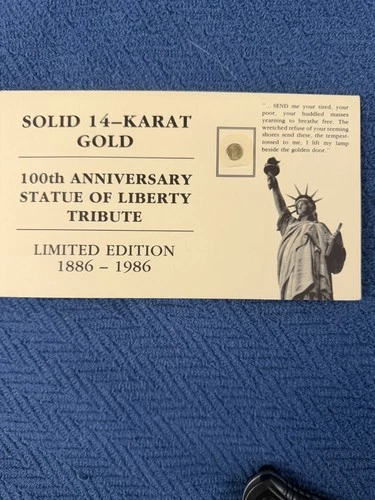 SOLID 14–KARAT
GOLD
100th ANNIVERSARY
STATUE OF LIBERTY
TRIBUTE
LIMITED EDITION
1886 – 1986
"... SEND me your tired, your
poor, your huddled masses
yearning to breathe free. The
wretched refuse of your teeming
shores send these, the tempest-
tossed to me, I lift my lamp
beside the golden door."